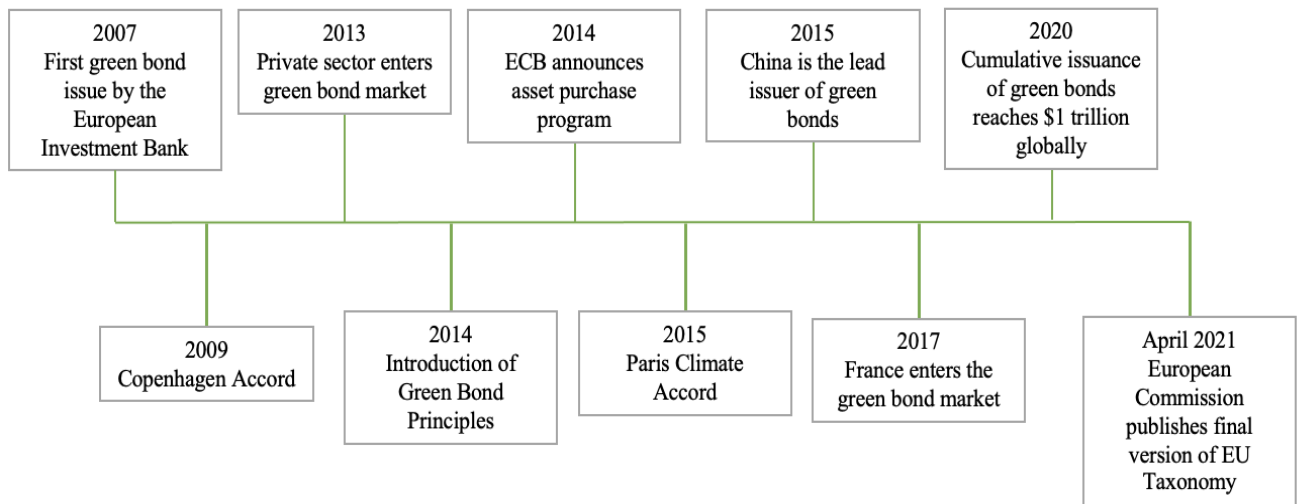 2007
First green bond
issue by the
European
Investment Bank
2013
Private sector enters
green bond market
2014
ECB announces
asset purchase
program
2015
China is the lead
issuer of green
bonds
2020
Cumulative issuance
of green bonds
reaches $1 trillion
globally
2009
Copenhagen Accord
2014
Introduction of
Green Bond
Principles
2015
Paris Climate
Accord
2017
France enters the
green bond market
April 2021
European
Commission
publishes final
version of EU
Taxonomy